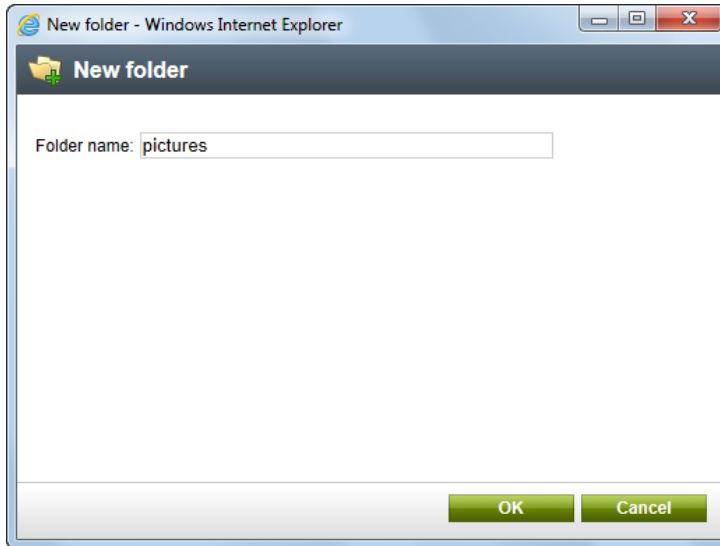 New folder - Windows Internet Explorer
New folder
Folder name: pictures
OK Cancel